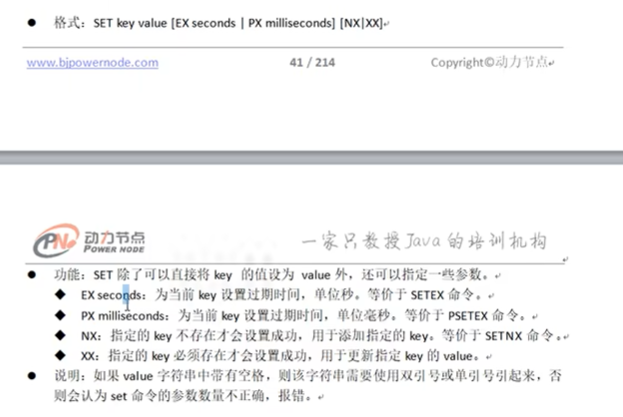 ● 格式：SET key value [EX seconds | PX milliseconds] [NX|XX]
www.bjpowernode.com 41 / 214 Copyright©动力节点
PN 动力节点 POWER NODE 一家只教授Java的培训机构
● 功能：SET 除了可以直接将 key 的值设为 value 外，还可以指定一些参数。
◆ EX seconds：为当前 key 设置过期时间，单位秒。等价于 SETEX 命令。
◆ PX milliseconds：为当前 key 设置过期时间，单位毫秒。等价于 PSETEX 命令。
◆ NX：指定的 key 不存在才会设置成功，用于添加指定的 key。等价于 SETNX 命令。
◆ XX：指定的 key 必须存在才会设置成功，用于更新指定 key 的 value。
● 说明：如果 value 字符串中带有空格，则该字符串需要使用双引号或单引号引起来，否
则会认为 set 命令的参数数量不正确，报错。